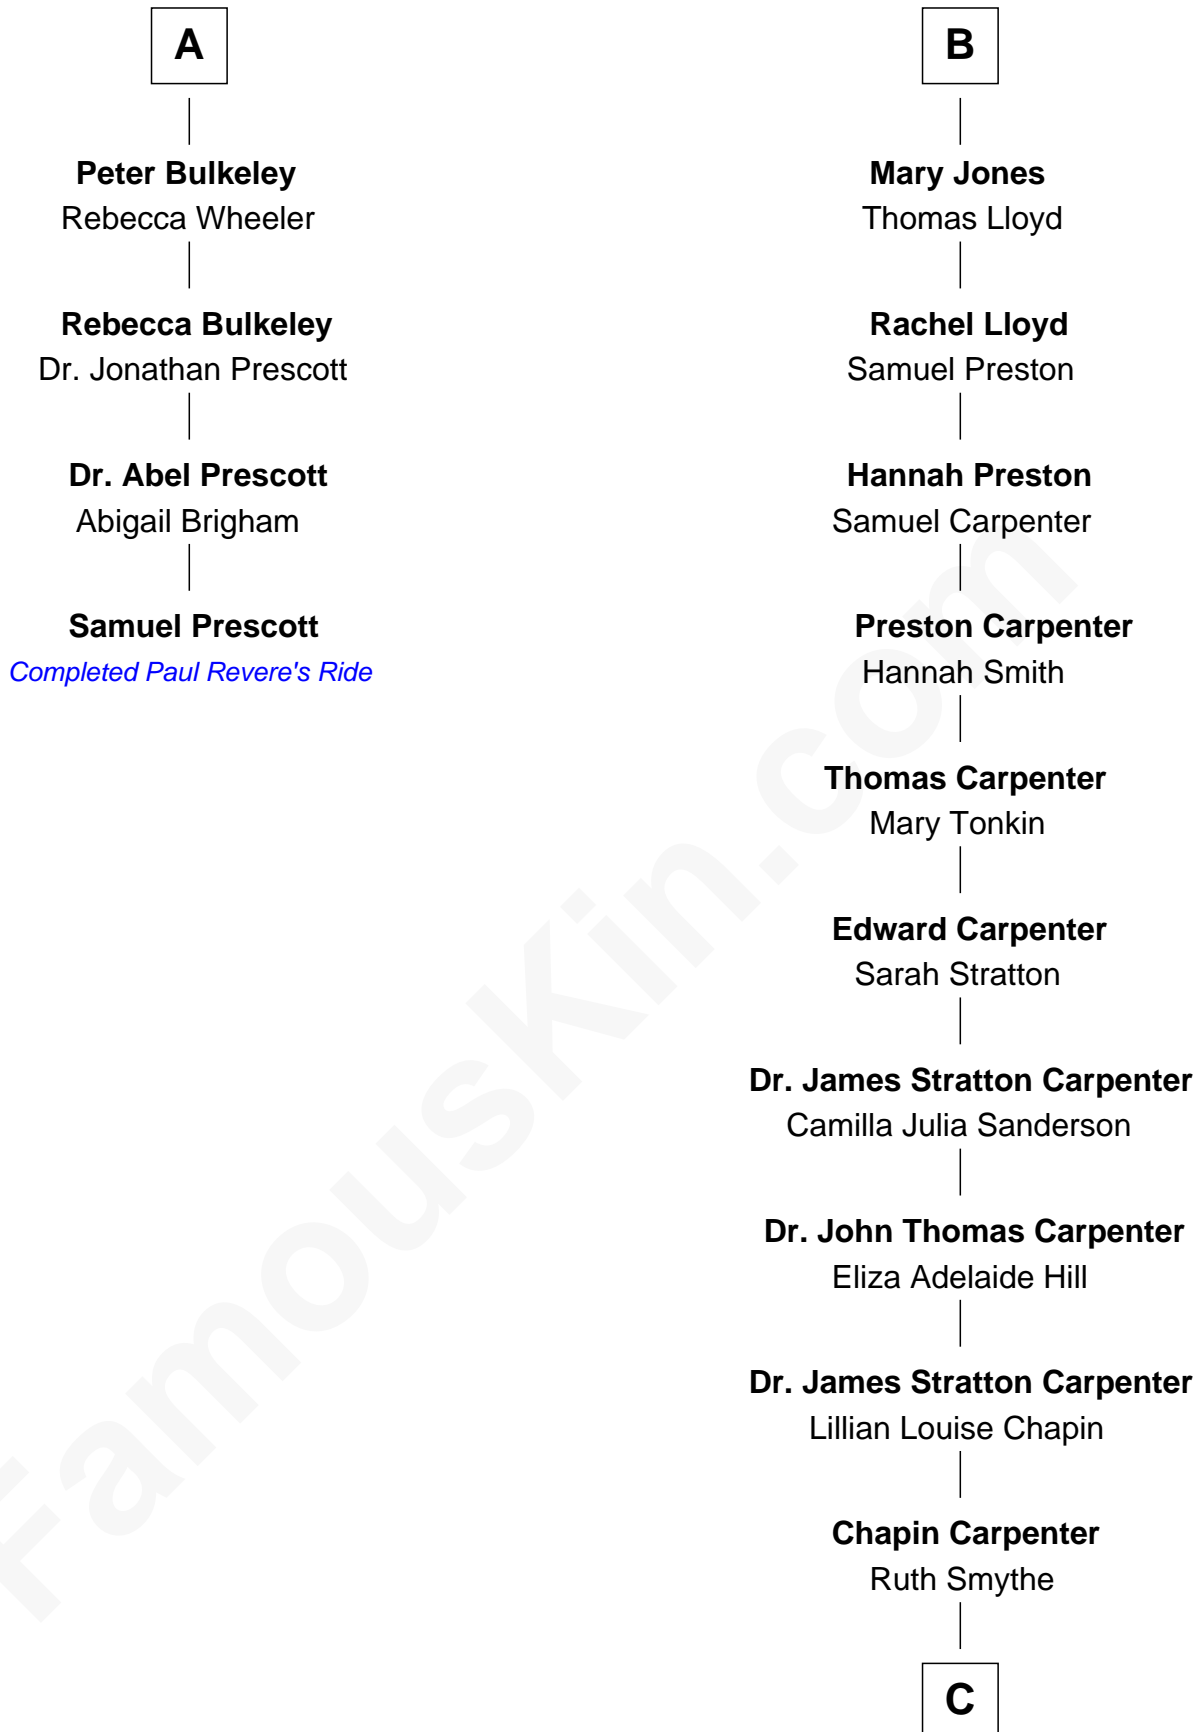 A
Peter Bulkeley
Rebecca Wheeler
Rebecca Bulkeley
Dr. Jonathan Prescott
Dr. Abel Prescott
Abigail Brigham
Samuel Prescott
Completed Paul Revere's Ride
B
Mary Jones
Thomas Lloyd
Rachel Lloyd
Samuel Preston
Hannah Preston
Samuel Carpenter
Preston Carpenter
Hannah Smith
Thomas Carpenter
Mary Tonkin
Edward Carpenter
Sarah Stratton
Dr. James Stratton Carpenter
Camilla Julia Sanderson
Dr. John Thomas Carpenter
Eliza Adelaide Hill
Dr. James Stratton Carpenter
Lillian Louise Chapin
Chapin Carpenter
Ruth Smythe
C
FamousKin.com